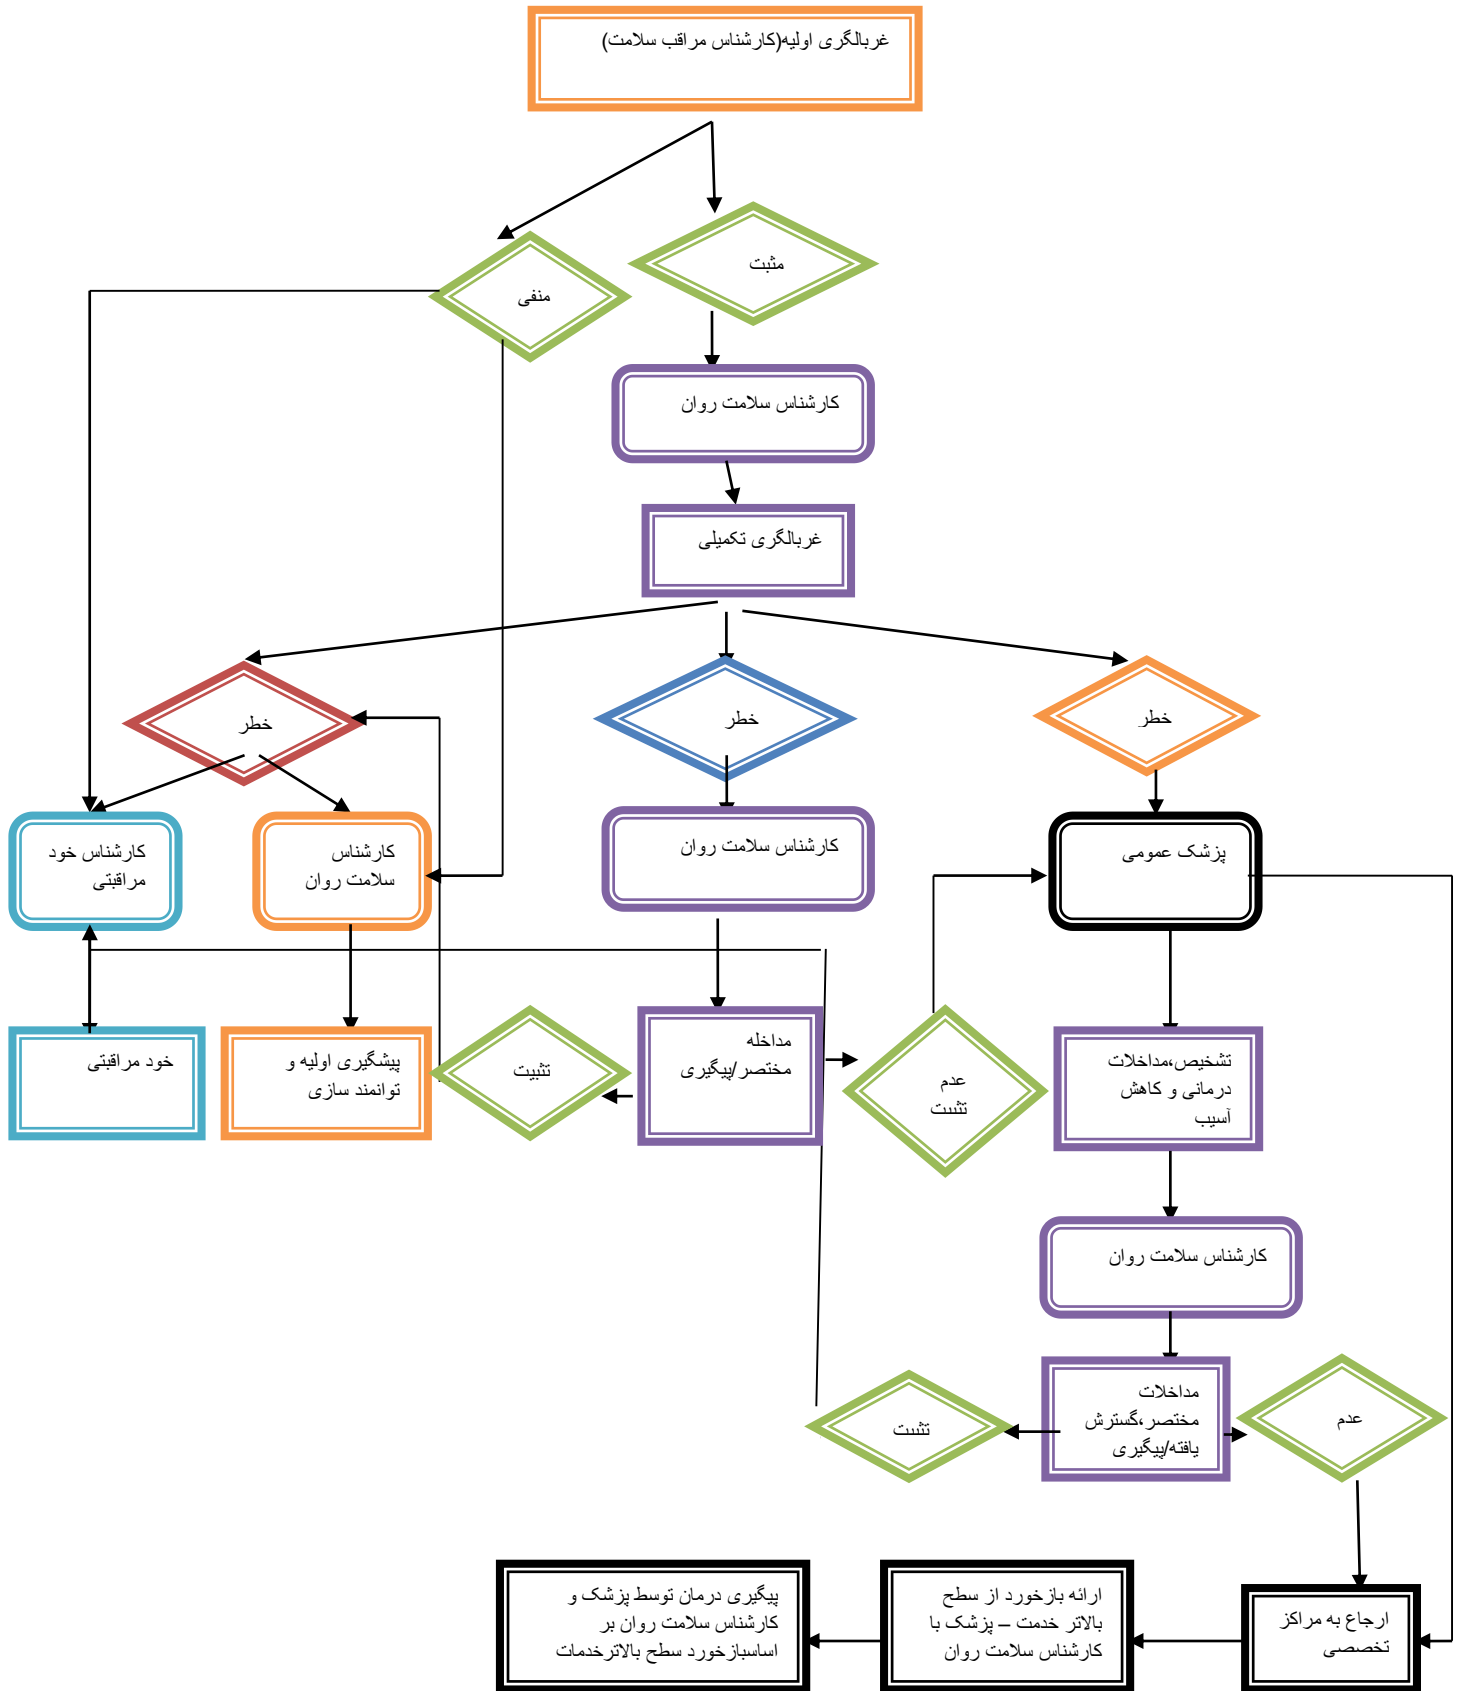 غربالگری اولیه(کارشناس مراقب سلامت)
مثبت
منفی
کارشناس سلامت روان
غربالگری تکمیلی
خطر
خطر
خطر
پزشک عمومی
کارشناس سلامت روان
کارشناس
سلامت روان
کارشناس خود
مراقبتی
مداخله
مختصر/پیگیری
تثبیت
عدم
تثبیت
تشخیص،مداخلات
درمانی و کاهش
آسیب
پیشگیری اولیه و
توانمند سازی
خود مراقبتی
کارشناس سلامت روان
مداخلات
مختصر،گسترش
یافته/پیگیری
عدم
تثبیت
ارجاع به مراکز
تخصصی
ارائه بازخورد از سطح
بالاتر خدمت – پزشک با
کارشناس سلامت روان
پیگیری درمان توسط پزشک و
کارشناس سلامت روان بر
اساسبازخورد سطح بالاترخدمات